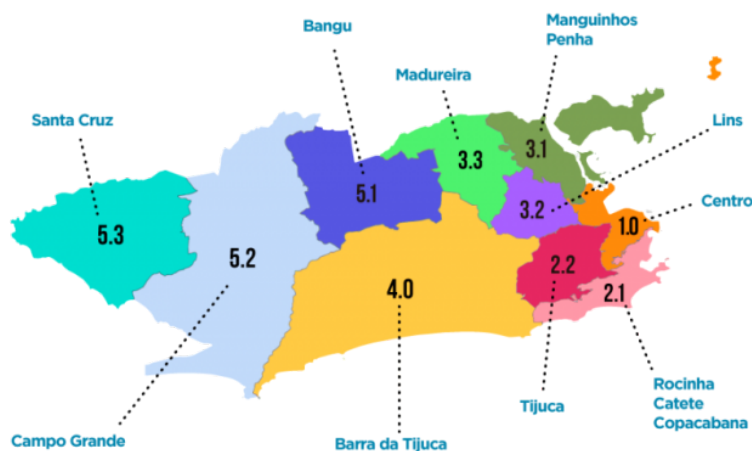 Bangu
Manguinhos
Penha
Madureira
Santa Cruz
Lins
3.1
3.3
5.1
3.2
Centro
1.0
5.3
5.2
2.2
4.0
2.1
Rocinha
Catete
Copacabana
Tijuca
Campo Grande
Barra da Tijuca